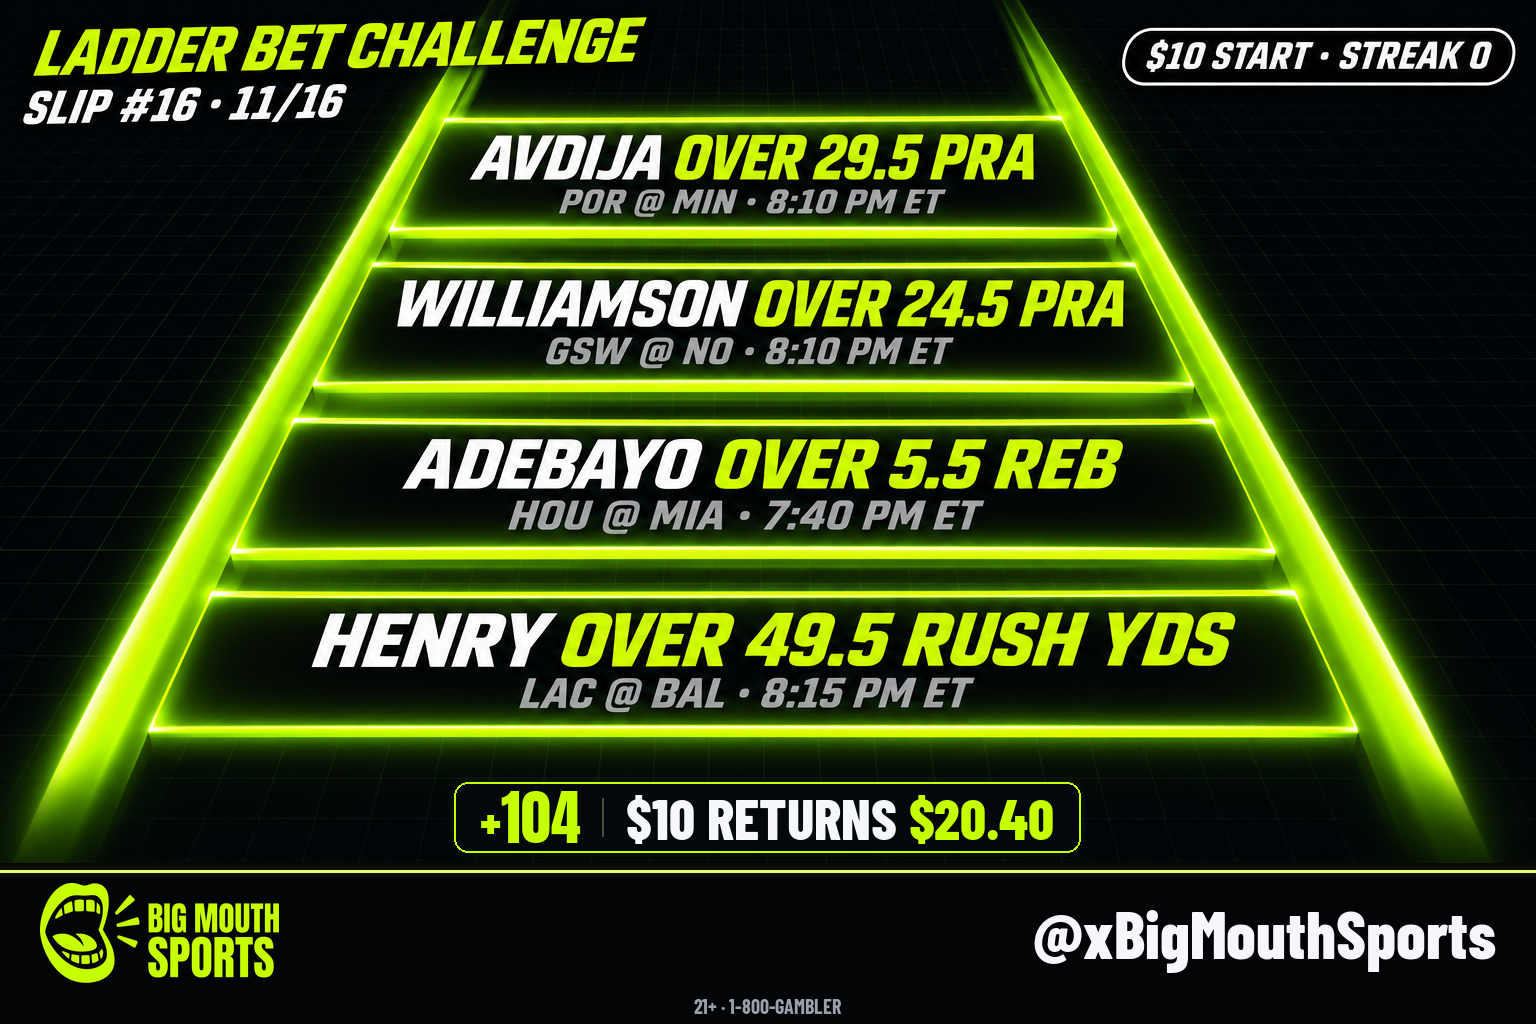 LADDER BET CHALLENGE
SLIP #16 • 11/16
$10 START • STREAK 0
AVDIJA OVER 29.5 PRA
POR @ MIN • 8:10 PM ET
WILLIAMSON OVER 24.5 PRA
GSW @ NO • 8:10 PM ET
ADEBAYO OVER 5.5 REB
HOU @ MIA • 7:40 PM ET
HENRY OVER 49.5 RUSH YDS
LAC @ BAL • 8:15 PM ET
+104 | $10 RETURNS $20.40
BIG MOUTH
SPORTS
@xBigMouthSports
21+ · 1-800-GAMBLER